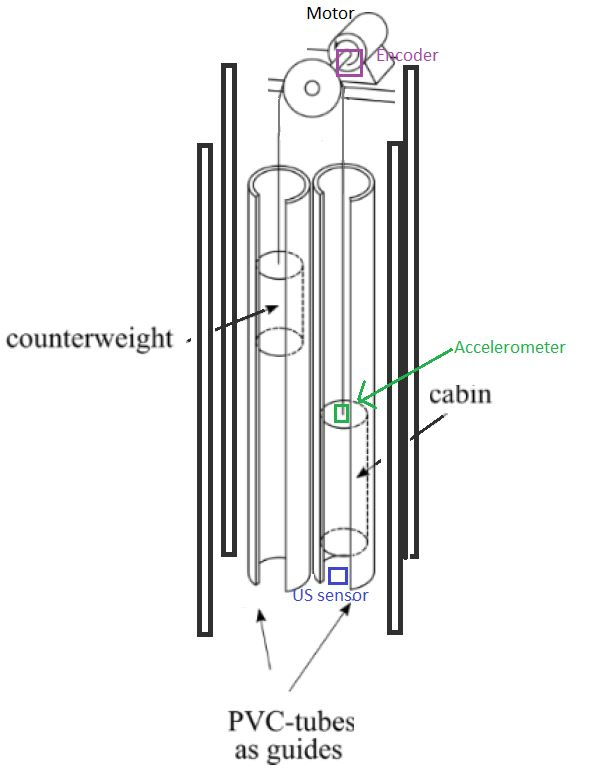 Motor
Encoder
counterweight
Accelerometer
cabin
US sensor
PVC-tubes
as guides